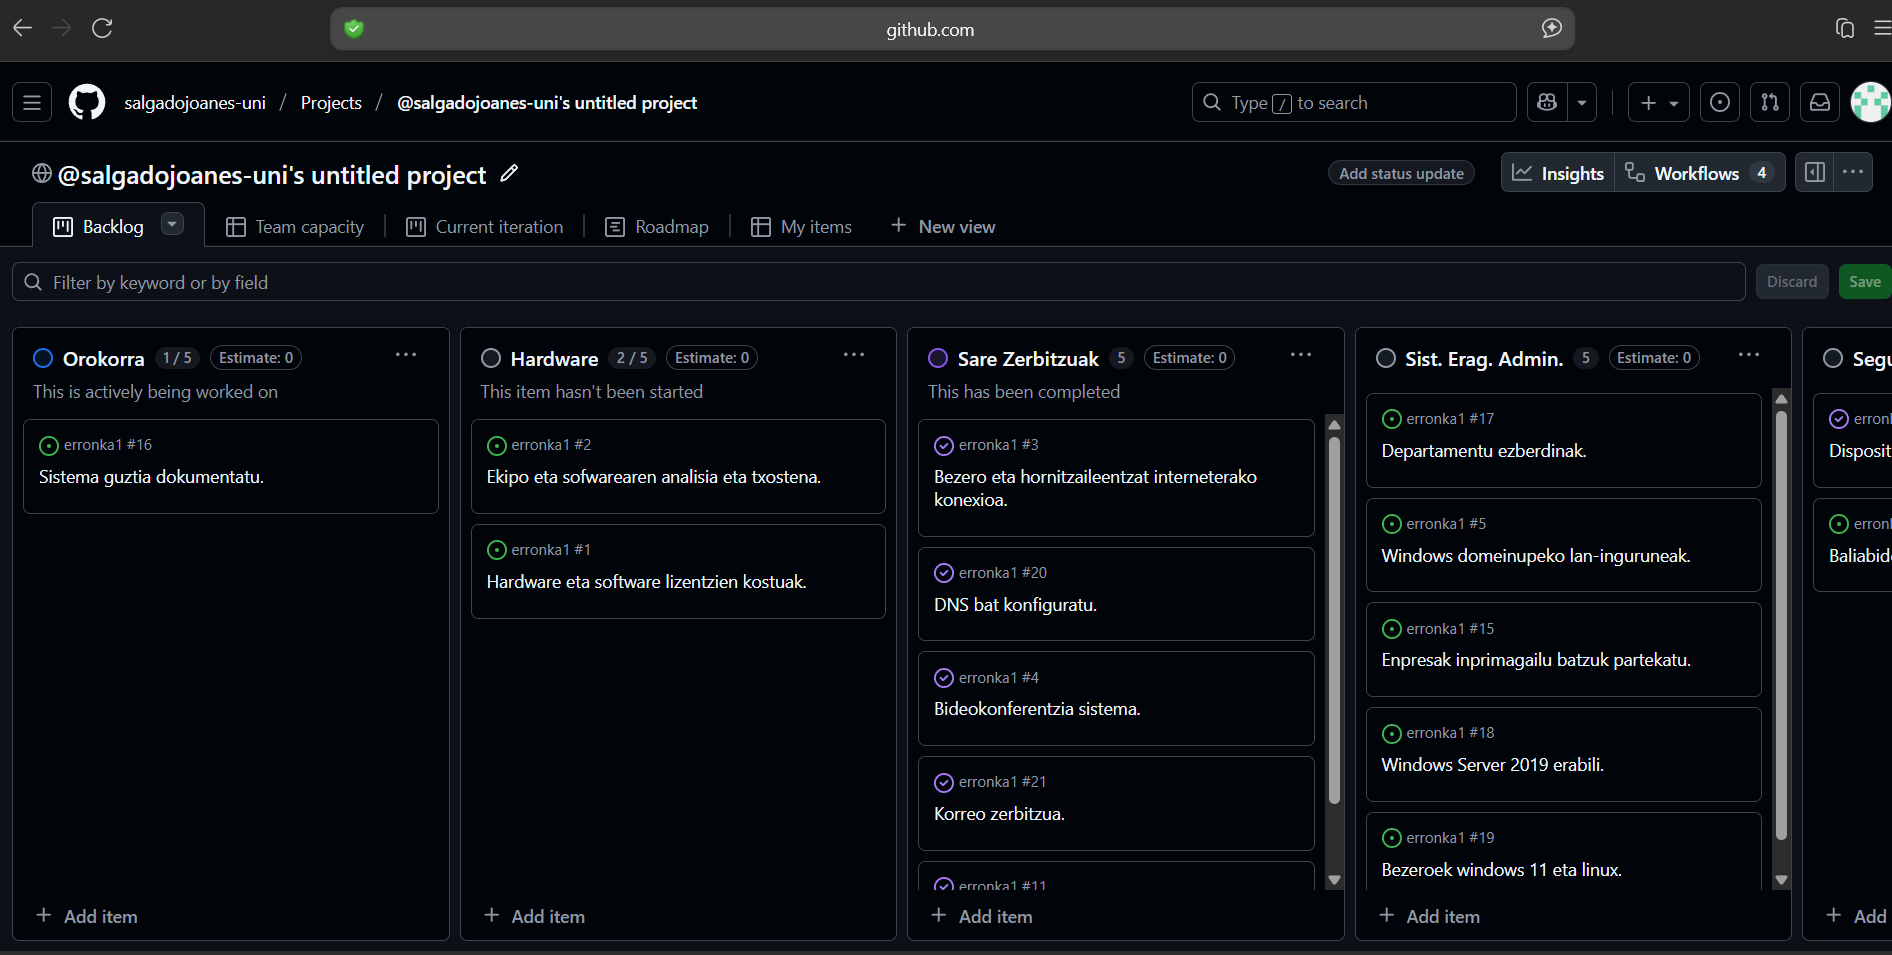 github.com
salgadojoanes-uni / Projects / @salgadojoanes-uni's untitled project
Type / to search
@salgadojoanes-uni's untitled project
Add status update
Insights
Workflows 4
Backlog
Team capacity
Current iteration
Roadmap
My items
New view
Filter by keyword or by field
Discard
Save
Orokorra 1 / 5 Estimate: 0
This is actively being worked on
erronka1 #16
Sistema guztia dokumentatu.
Add item
Hardware 2 / 5 Estimate: 0
This item hasn't been started
erronka1 #2
Ekipo eta sofwarearen analisia eta txostena.
erronka1 #1
Hardware eta software lizentzien kostuak.
Add item
Sare Zerbitzuak 5 Estimate: 0
This has been completed
erronka1 #3
Bezero eta hornitzaileentzat interneterako
konexioa.
erronka1 #20
DNS bat konfiguratu.
erronka1 #4
Bideokonferentzia sistema.
erronka1 #21
Korreo zerbitzua.
erronka1 #11
Add item
Sist. Erag. Admin. 5 Estimate: 0
erronka1 #17
Departamentu ezberdinak.
erronka1 #5
Windows domeinupeko lan-inguruneak.
erronka1 #15
Enpresak inprimagailu batzuk partekatu.
erronka1 #18
Windows Server 2019 erabili.
erronka1 #19
Bezeroek windows 11 eta linux.
Add item
Segu
erronk
Disposit
erronk
Baliabid
Add